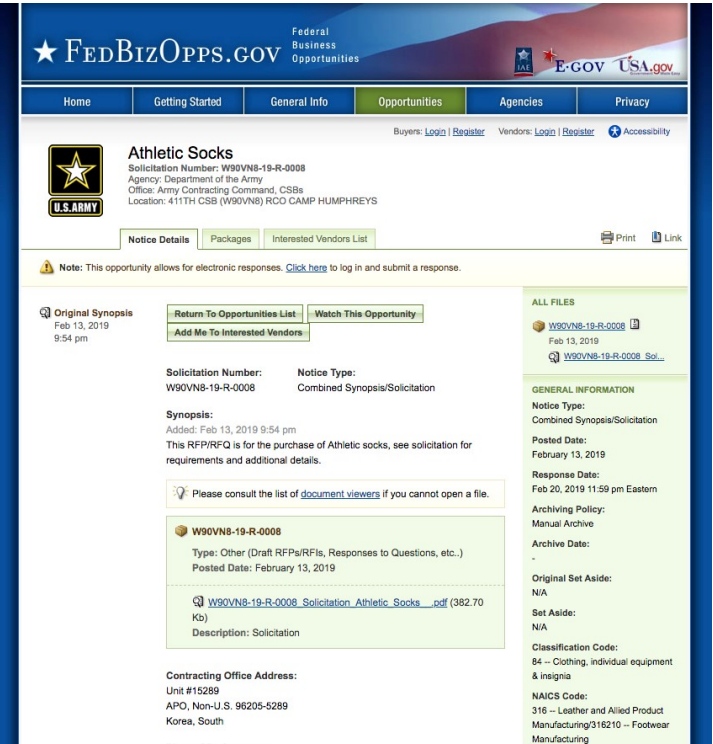 ★ FEDBIZOPPS.GOV
Federal
Business
Opportunities
IAE
E-GOV
USA.gov
Home Getting Started General Info Opportunities Agencies Privacy
Buyers: Login | Register Vendors: Login | Register Accessibility
U.S.ARMY
Athletic Socks
Solicitation Number: W90VN8-19-R-0008
Agency: Department of the Army
Office: Army Contracting Command, CSBs
Location: 411TH CSB (W90VN8) RCO CAMP HUMPHREYS
Notice Details Packages Interested Vendors List Print Link
Note: This opportunity allows for electronic responses. Click here to log in and submit a response.
Original Synopsis
Feb 13, 2019
9:54 pm
Return To Opportunities List Watch This Opportunity
Add Me To Interested Vendors
Solicitation Number: Notice Type:
W90VN8-19-R-0008 Combined Synopsis/Solicitation
Synopsis:
Added: Feb 13, 2019 9:54 pm
This RFP/RFQ is for the purchase of Athletic socks, see solicitation for
requirements and additional details.
Please consult the list of document viewers if you cannot open a file.
W90VN8-19-R-0008
Type: Other (Draft RFPs/RFIs, Responses to Questions, etc..)
Posted Date: February 13, 2019
W90VN8-19-R-0008_Solicitation_Athletic_Socks__.pdf (382.70
Kb)
Description: Solicitation
Contracting Office Address:
Unit #15289
APO, Non-U.S. 96205-5289
Korea, South
ALL FILES
W90VN8-19-R-0008
Feb 13, 2019
W90VN8-19-R-0008_Sol...
GENERAL INFORMATION
Notice Type:
Combined Synopsis/Solicitation
Posted Date:
February 13, 2019
Response Date:
Feb 20, 2019 11:59 pm Eastern
Archiving Policy:
Manual Archive
Archive Date:
-
Original Set Aside:
N/A
Set Aside:
N/A
Classification Code:
84 -- Clothing, individual equipment
& insignia
NAICS Code:
316 -- Leather and Allied Product
Manufacturing/316210 -- Footwear
Manufacturing